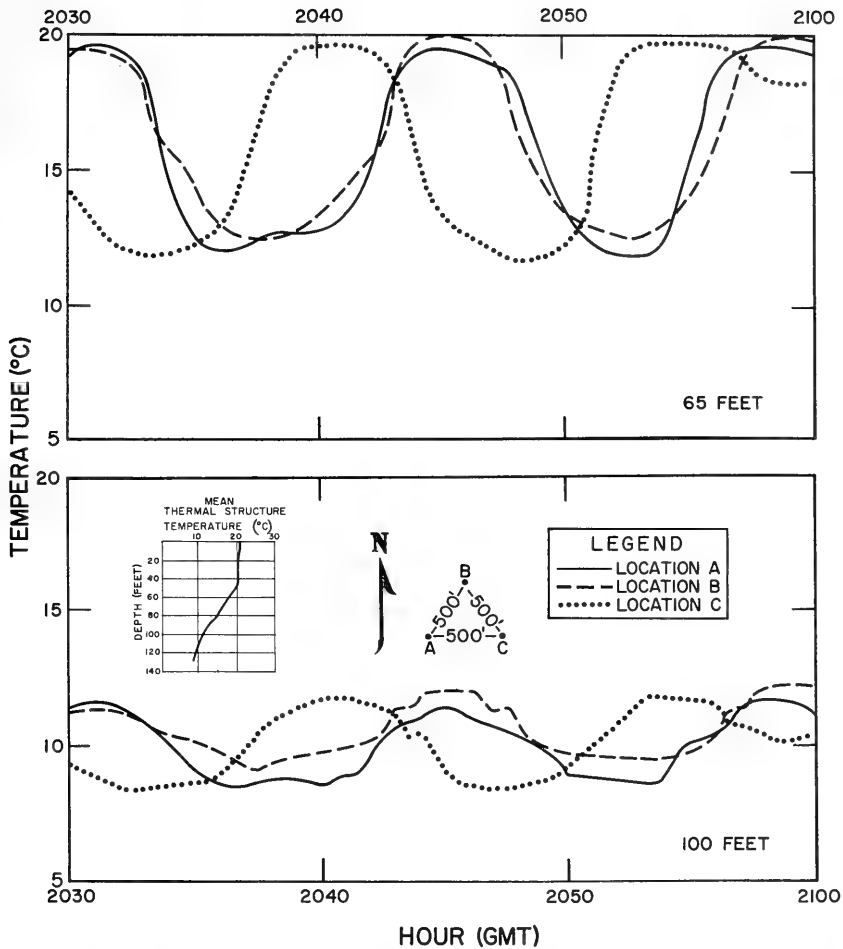 2030 2040 2050 2100
20
15
10
5
65 FEET
TEMPERATURE (°C)
20
15
10
5
MEAN
THERMAL STRUCTURE
TEMPERATURE (°C)
10 20 30
DEPTH (FEET)
20
40
60
80
100
120
140
N
B
500' 500'
A 500' C
LEGEND
LOCATION A
LOCATION B
LOCATION C
100 FEET
2030 2040 2050 2100
HOUR (GMT)